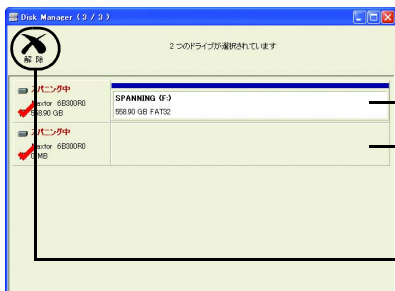 Disk Manager ( 3 / 3 )
解 除
2 つのドライブが選択されています
スパニング中
Maxtor 6B300R0
558.90 GB
SPANNING (F:)
558.90 GB FAT32
スパニング中
Maxtor 6B300R0
0 MB